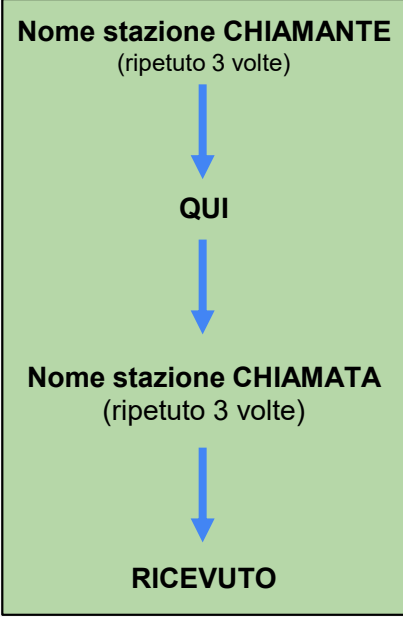 Nome stazione CHIAMANTE
(ripetuto 3 volte)
QUI
Nome stazione CHIAMATA
(ripetuto 3 volte)
RICEVUTO